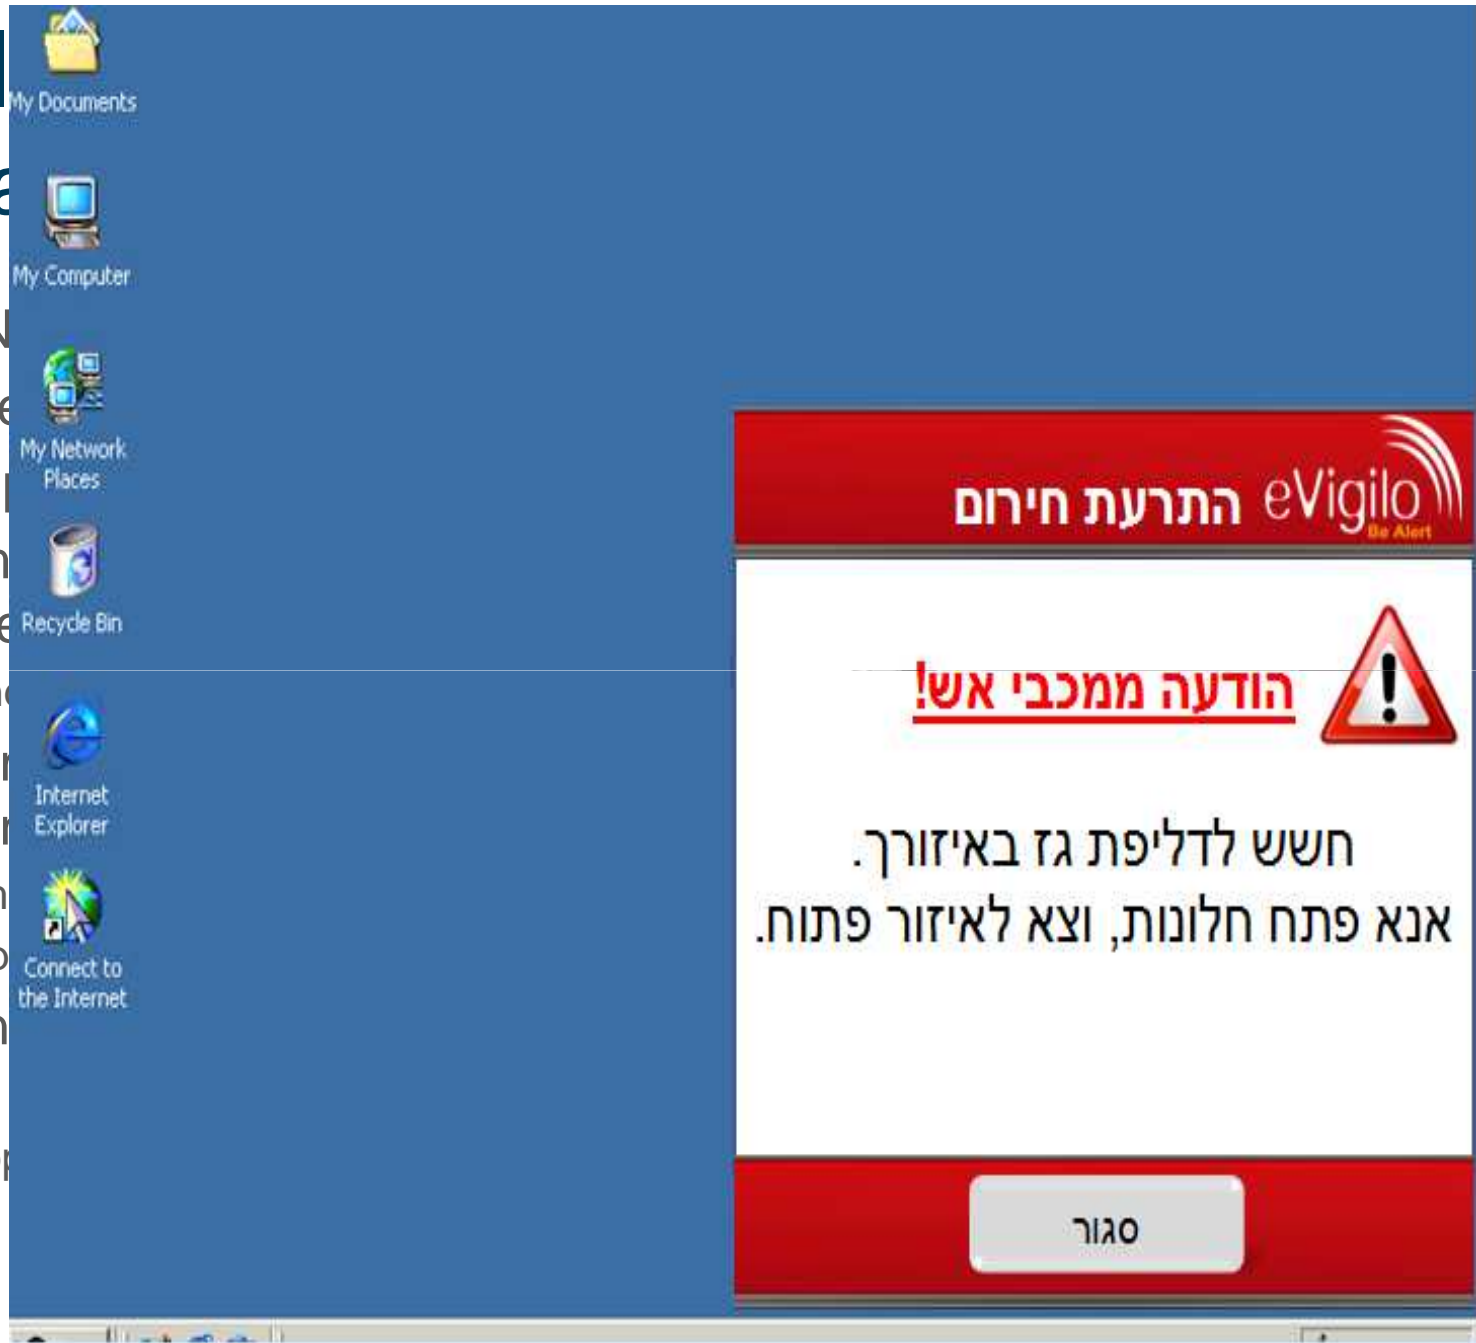 My Documents
My Computer
My Network
Places
Recycle Bin
Internet
Explorer
Connect to
the Internet
התרעת חירום eVigilo
Be Alert
הודעה ממכבי אש!
חשש לדליפת גז באיזורך.
אנא פתח חלונות, וצא לאיזור פתוח.
סגור